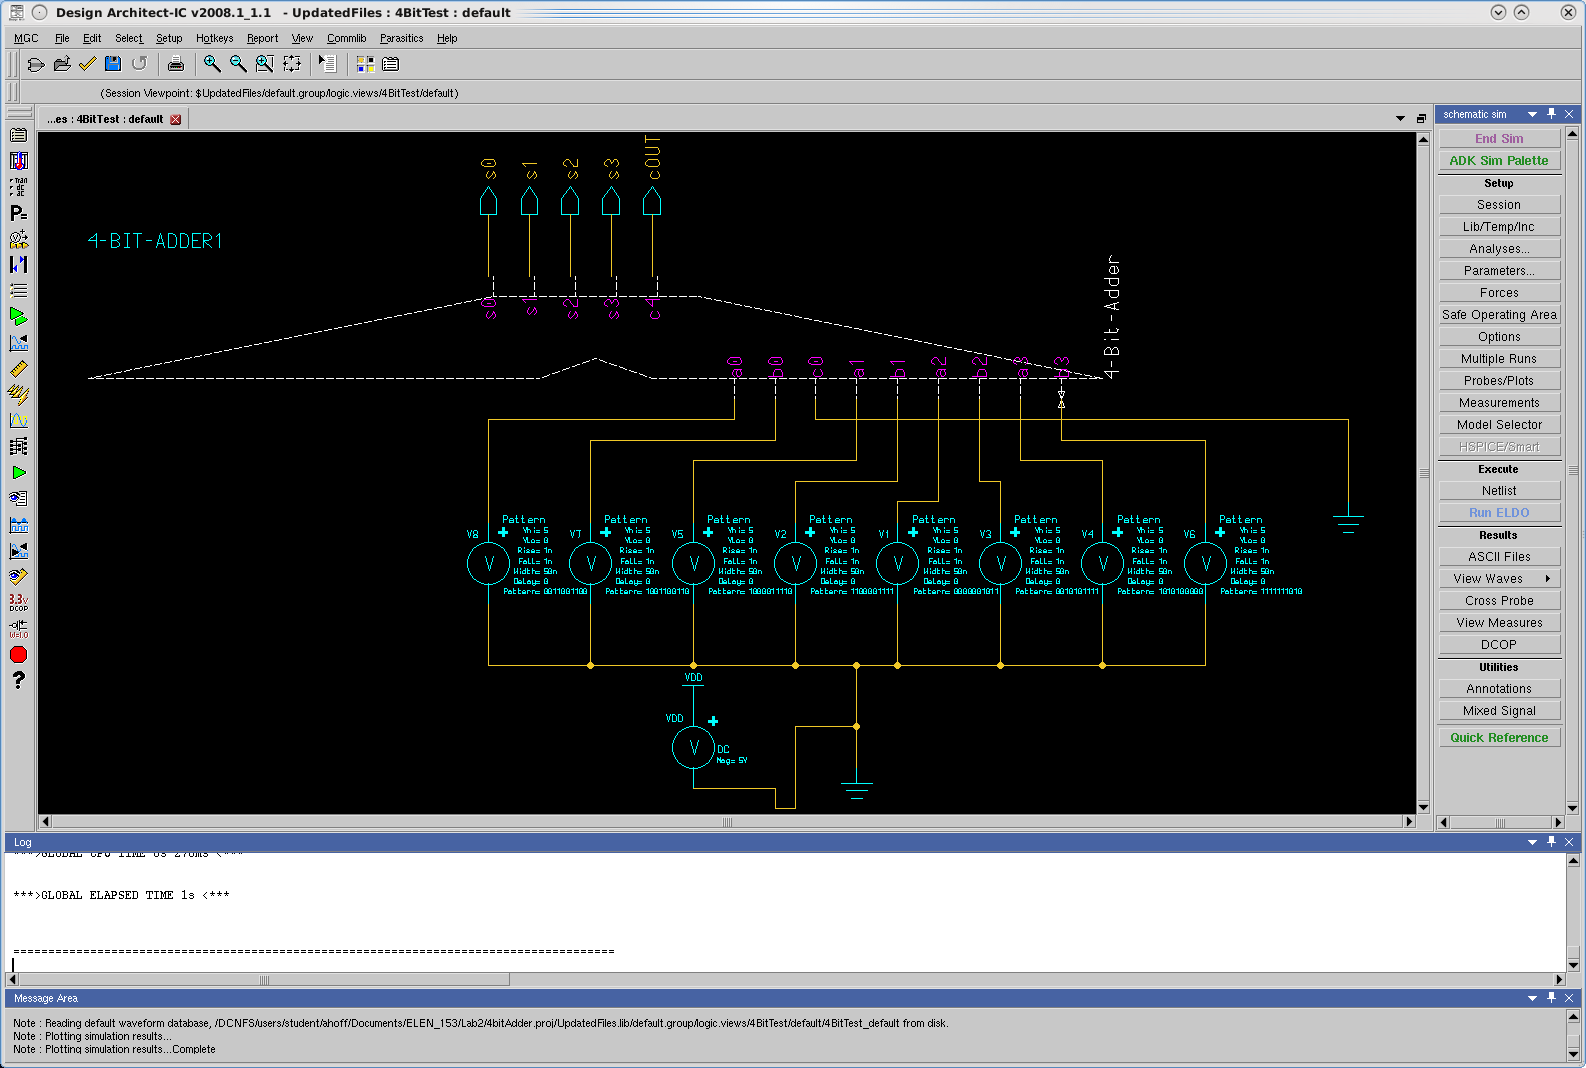 Design Architect-IC v2008.1_1.1 - UpdatedFiles : 4BitTest : default
MGC File Edit Select Setup Hotkeys Report View Commlib Parasitics Help
(Session Viewpoint: $UpdatedFiles/default.group/logic.views/4BitTest/default)
...es : 4BitTest : default
Tran
dc
ac
P=
3.3v
DCOP
W=1.0
?
s0 s1 s2 s3 cOUT
4-BIT-ADDER1
s0 s1 s2 s3 c4
4-Bit-Adder
a0 b0 c0 a1 b1 a2 b2 a3 b3
V8
V
Pattern
Vhi= 5
VLo= 0
Rise= 1n
Fall= 1n
Width= 50n
Delay= 0
Pattern= 0011001100
V7
V
Pattern
Vhi= 5
VLo= 0
Rise= 1n
Fall= 1n
Width= 50n
Delay= 0
Pattern= 1001100110
V5
V
Pattern
Vhi= 5
VLo= 0
Rise= 1n
Fall= 1n
Width= 50n
Delay= 0
Pattern= 1000011110
V2
V
Pattern
Vhi= 5
VLo= 0
Rise= 1n
Fall= 1n
Width= 50n
Delay= 0
Pattern= 1100001111
V1
V
Pattern
Vhi= 5
VLo= 0
Rise= 1n
Fall= 1n
Width= 50n
Delay= 0
Pattern= 0000001011
V3
V
Pattern
Vhi= 5
VLo= 0
Rise= 1n
Fall= 1n
Width= 50n
Delay= 0
Pattern= 0010101111
V4
V
Pattern
Vhi= 5
VLo= 0
Rise= 1n
Fall= 1n
Width= 50n
Delay= 0
Pattern= 1010100000
V6
V
Pattern
Vhi= 5
VLo= 0
Rise= 1n
Fall= 1n
Width= 50n
Delay= 0
Pattern= 1111111010
VDD
VDD
V
DC
Mag= 5V
schematic sim
End Sim
ADK Sim Palette
Setup
Session
Lib/Temp/Inc
Analyses...
Parameters...
Forces
Safe Operating Area
Options
Multiple Runs
Probes/Plots
Measurements
Model Selector
HSPICE/Smart
Execute
Netlist
Run ELDO
Results
ASCII Files
View Waves
Cross Probe
View Measures
DCOP
Utilities
Annotations
Mixed Signal
Quick Reference
Log
***>GLOBAL CPU TIME 0s 270ms <***
***>GLOBAL ELAPSED TIME 1s <***
======================================================================================
Message Area
Note : Reading default waveform database, /DCNFS/users/student/ahoff/Documents/ELEN_153/Lab2/4bitAdder.proj/UpdatedFiles.lib/default.group/logic.views/4BitTest/default/4BitTest_default from disk.
Note : Plotting simulation results...
Note : Plotting simulation results...Complete